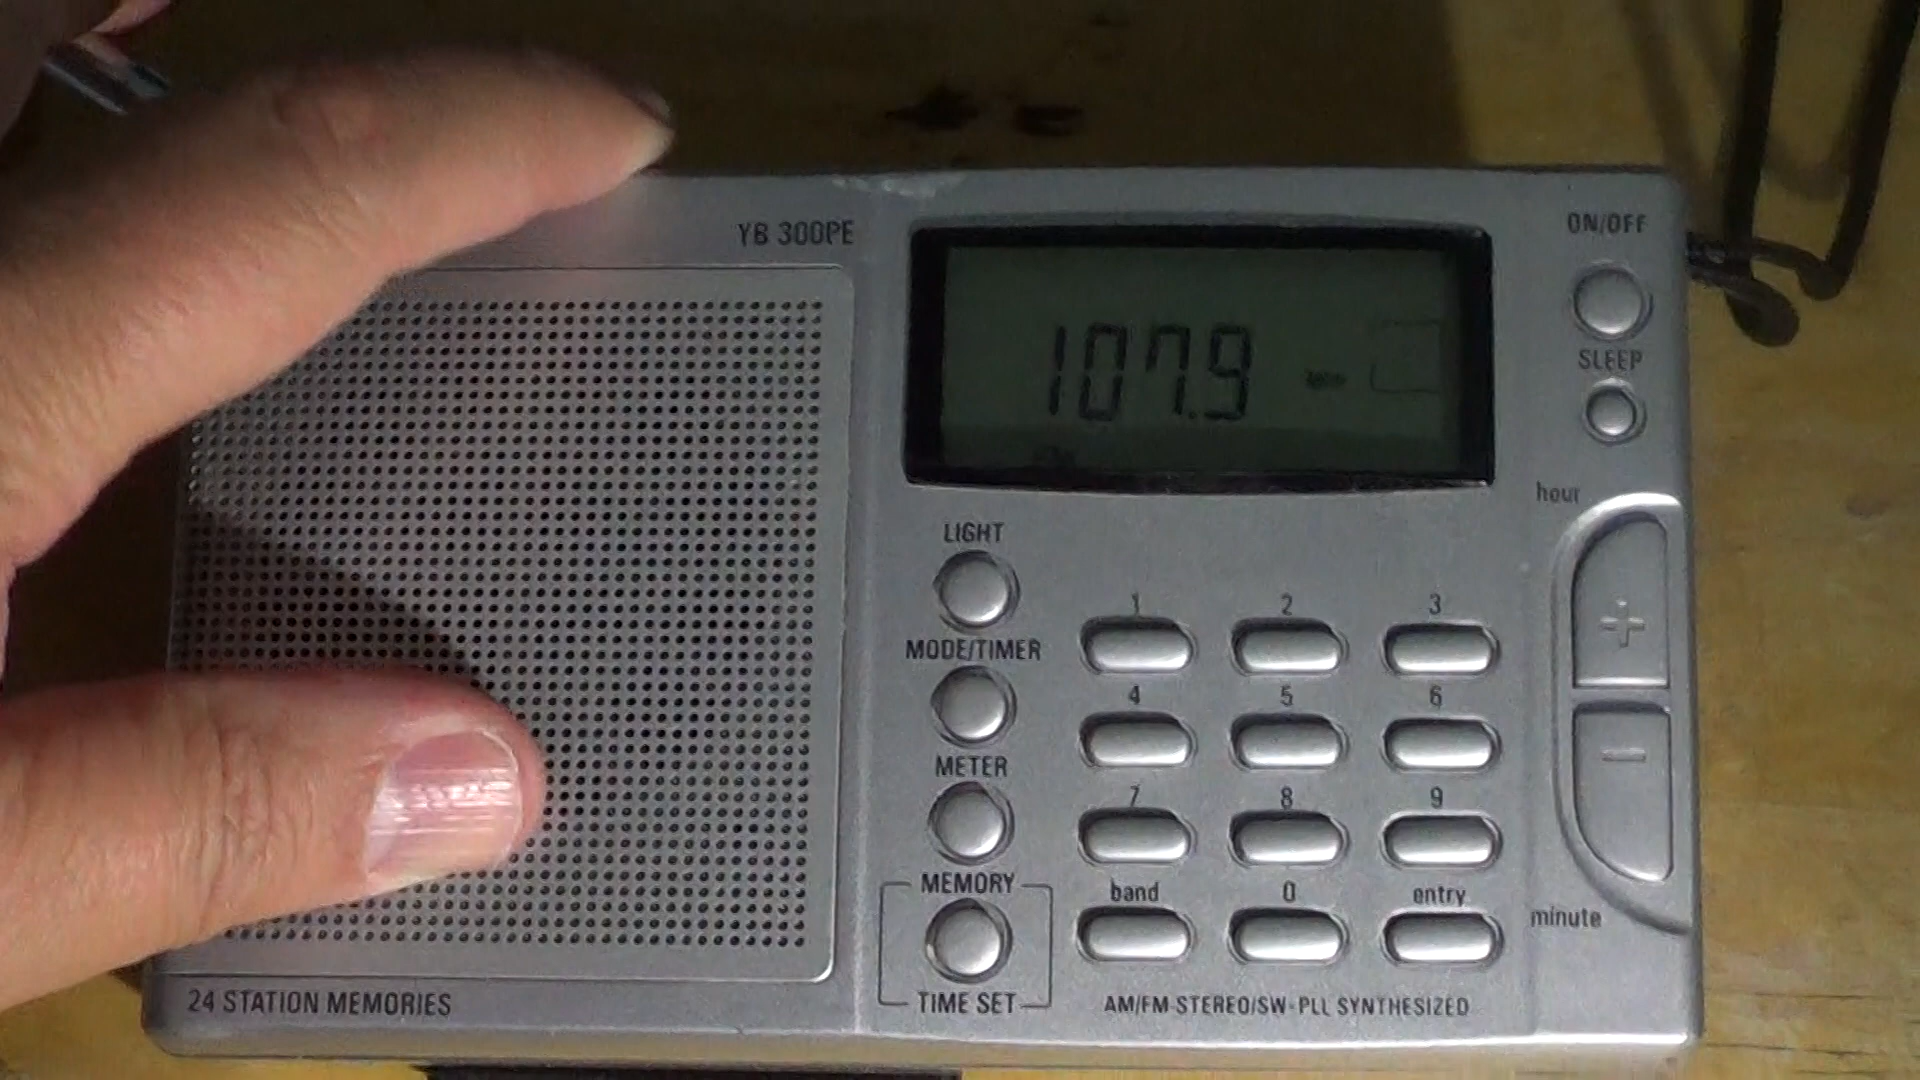 YB 300PE
ON/OFF
107.9
SLEEP
hour
LIGHT
1 2 3
+
MODE/TIMER
4 5 6
-
METER
7 8 9
MEMORY
band 0 entry
minute
24 STATION MEMORIES
TIME SET
AM/FM-STEREO/SW-PLL SYNTHESIZED